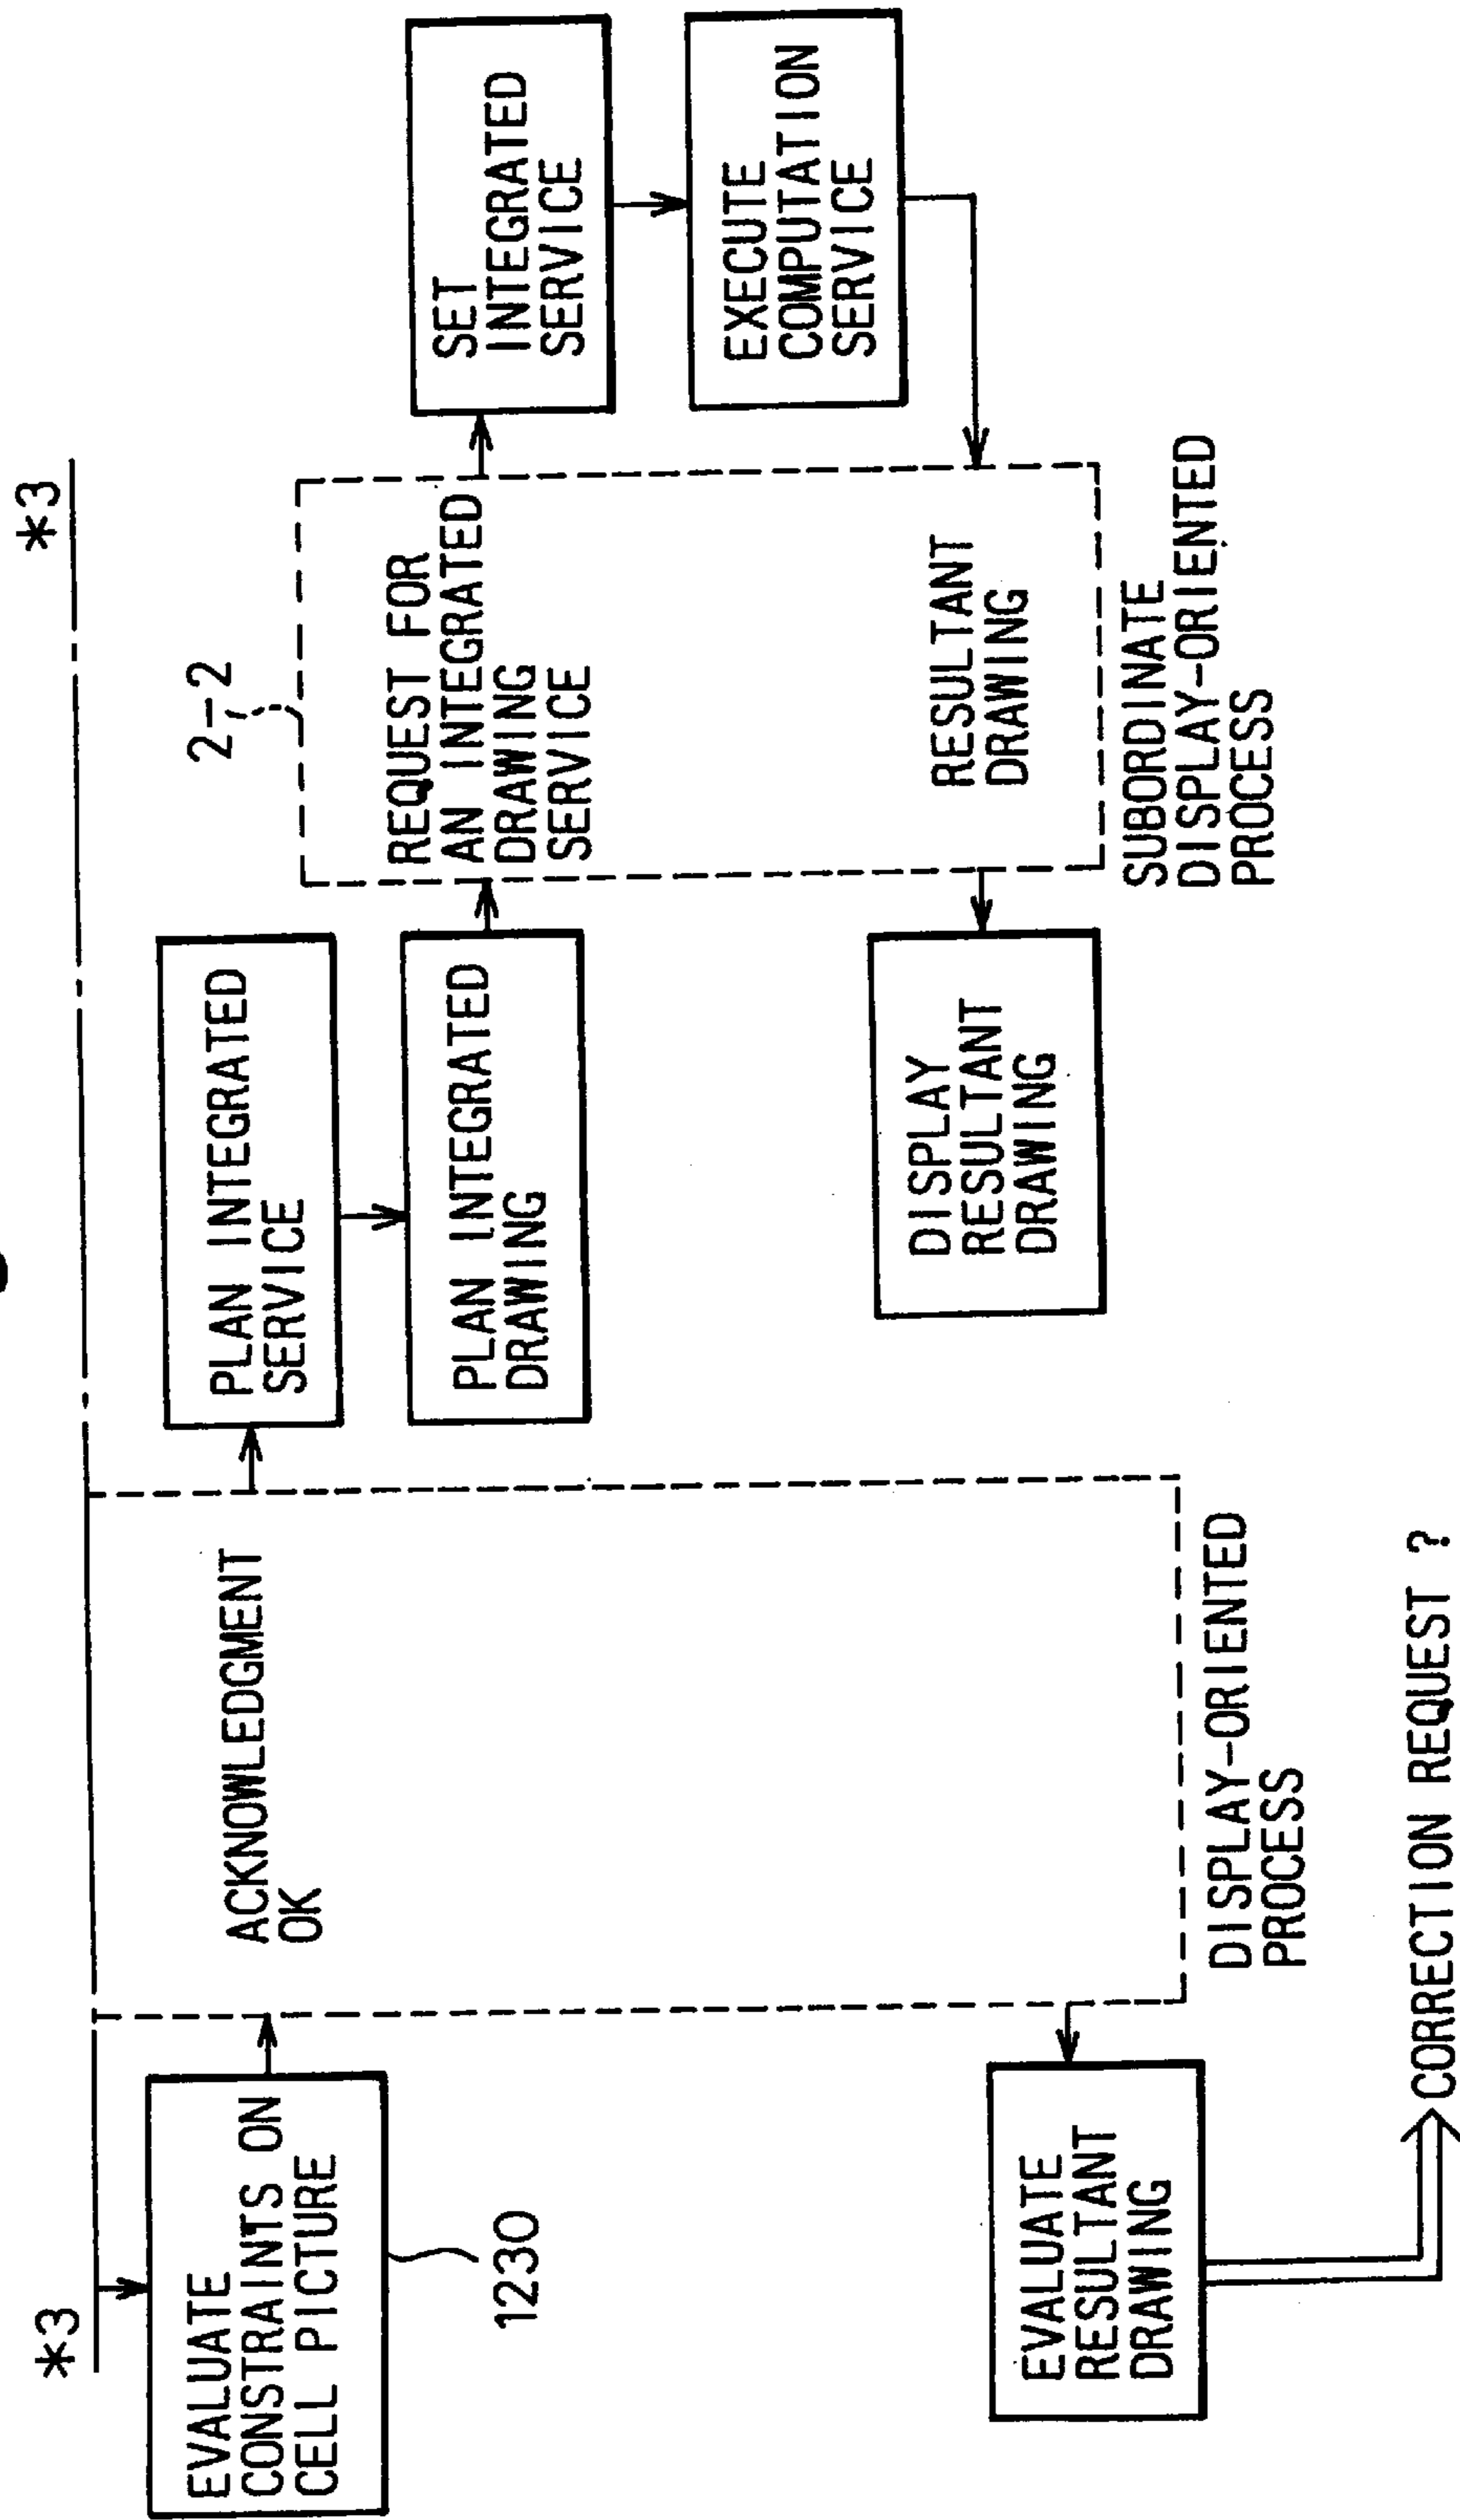 *3
*3
EVALUATE
CONSTRAINTS ON
CELL PICTURE
1230
ACKNOWLEDGMENT
OK
PLAN INTEGRATED
SERVICE
PLAN INTEGRATED
DRAWING
2-2
REQUEST FOR
AN INTEGRATED
DRAWING
SERVICE
SET
INTEGRATED
SERVICE
EXECUTE
COMPUTATION
SERVICE
RESULTANT
DRAWING
SUBORDINATE
DISPLAY-ORIENTED
PROCESS
DISPLAY
RESULTANT
DRAWING
DISPLAY-ORIENTED
PROCESS
EVALUATE
RESULTANT
DRAWING
CORRECTION REQUEST ?